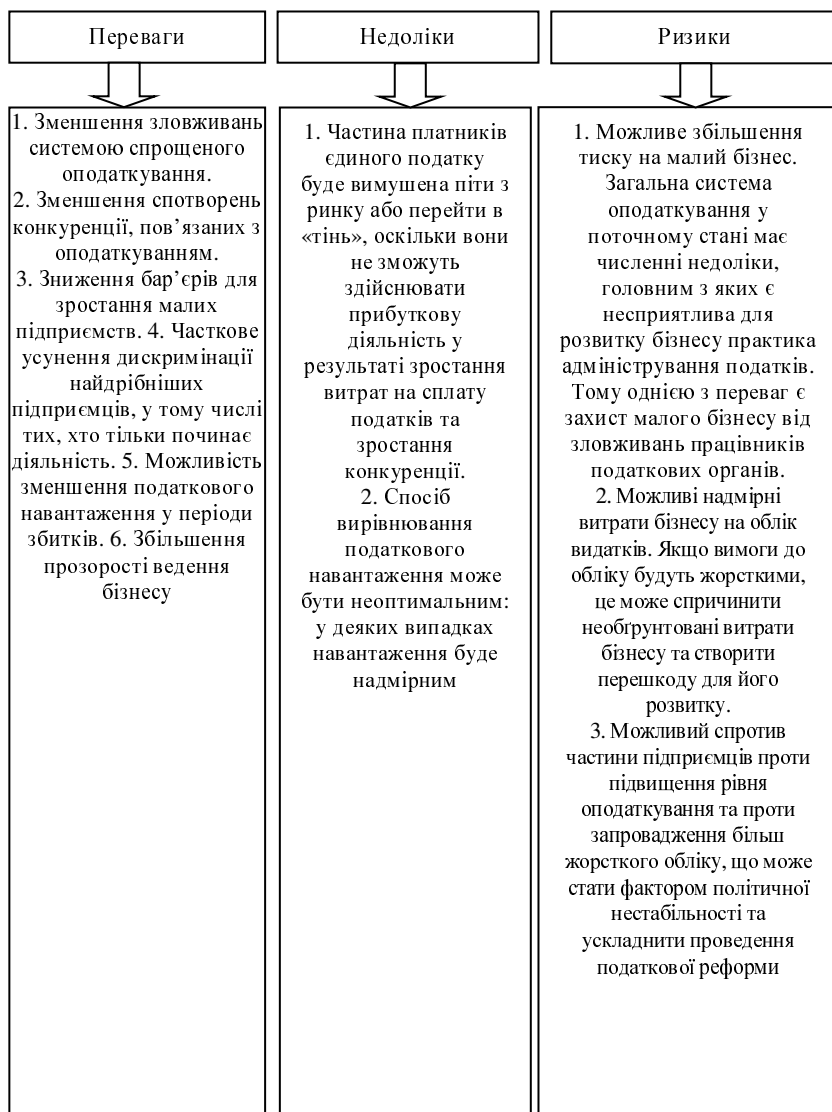 Переваги
Недоліки
Ризики
1. Зменшення зловживань
системою спрощеного
оподаткування.
2. Зменшення спотворень
конкуренції, пов’язаних з
оподаткуванням.
3. Зниження бар’єрів для
зростання малих
підприємств. 4. Часткове
усунення дискримінації
найдрібніших
підприємців, у тому числі
тих, хто тільки починає
діяльність. 5. Можливість
зменшення податкового
навантаження у періоди
збитків. 6. Збільшення
прозорості ведення
бізнесу
1. Частина платників
єдиного податку
буде вимушена піти з
ринку або перейти в
«тінь», оскільки вони
не зможуть
здійснювати
прибуткову
діяльність у
результаті зростання
витрат на сплату
податків та
зростання
конкуренції.
2. Спосіб
вирівнювання
податкового
навантаження може
бути неоптимальним:
у деяких випадках
навантаження буде
надмірним
1. Можливе збільшення
тиску на малий бізнес.
Загальна система
оподаткування у
поточному стані має
численні недоліки,
головним з яких є
несприятлива для
розвитку бізнесу практика
адміністрування податків.
Тому однією з переваг є
захист малого бізнесу від
зловживань працівників
податкових органів.
2. Можливі надмірні
витрати бізнесу на облік
видатків. Якщо вимоги до
обліку будуть жорсткими,
це може спричинити
необґрунтовані витрати
бізнесу та створити
перешкоду для його
розвитку.
3. Можливий спротив
частини підприємців проти
підвищення рівня
оподаткування та проти
запровадження більш
жорсткого обліку, що може
стати фактором політичної
нестабільності та
ускладнити проведення
податкової реформи